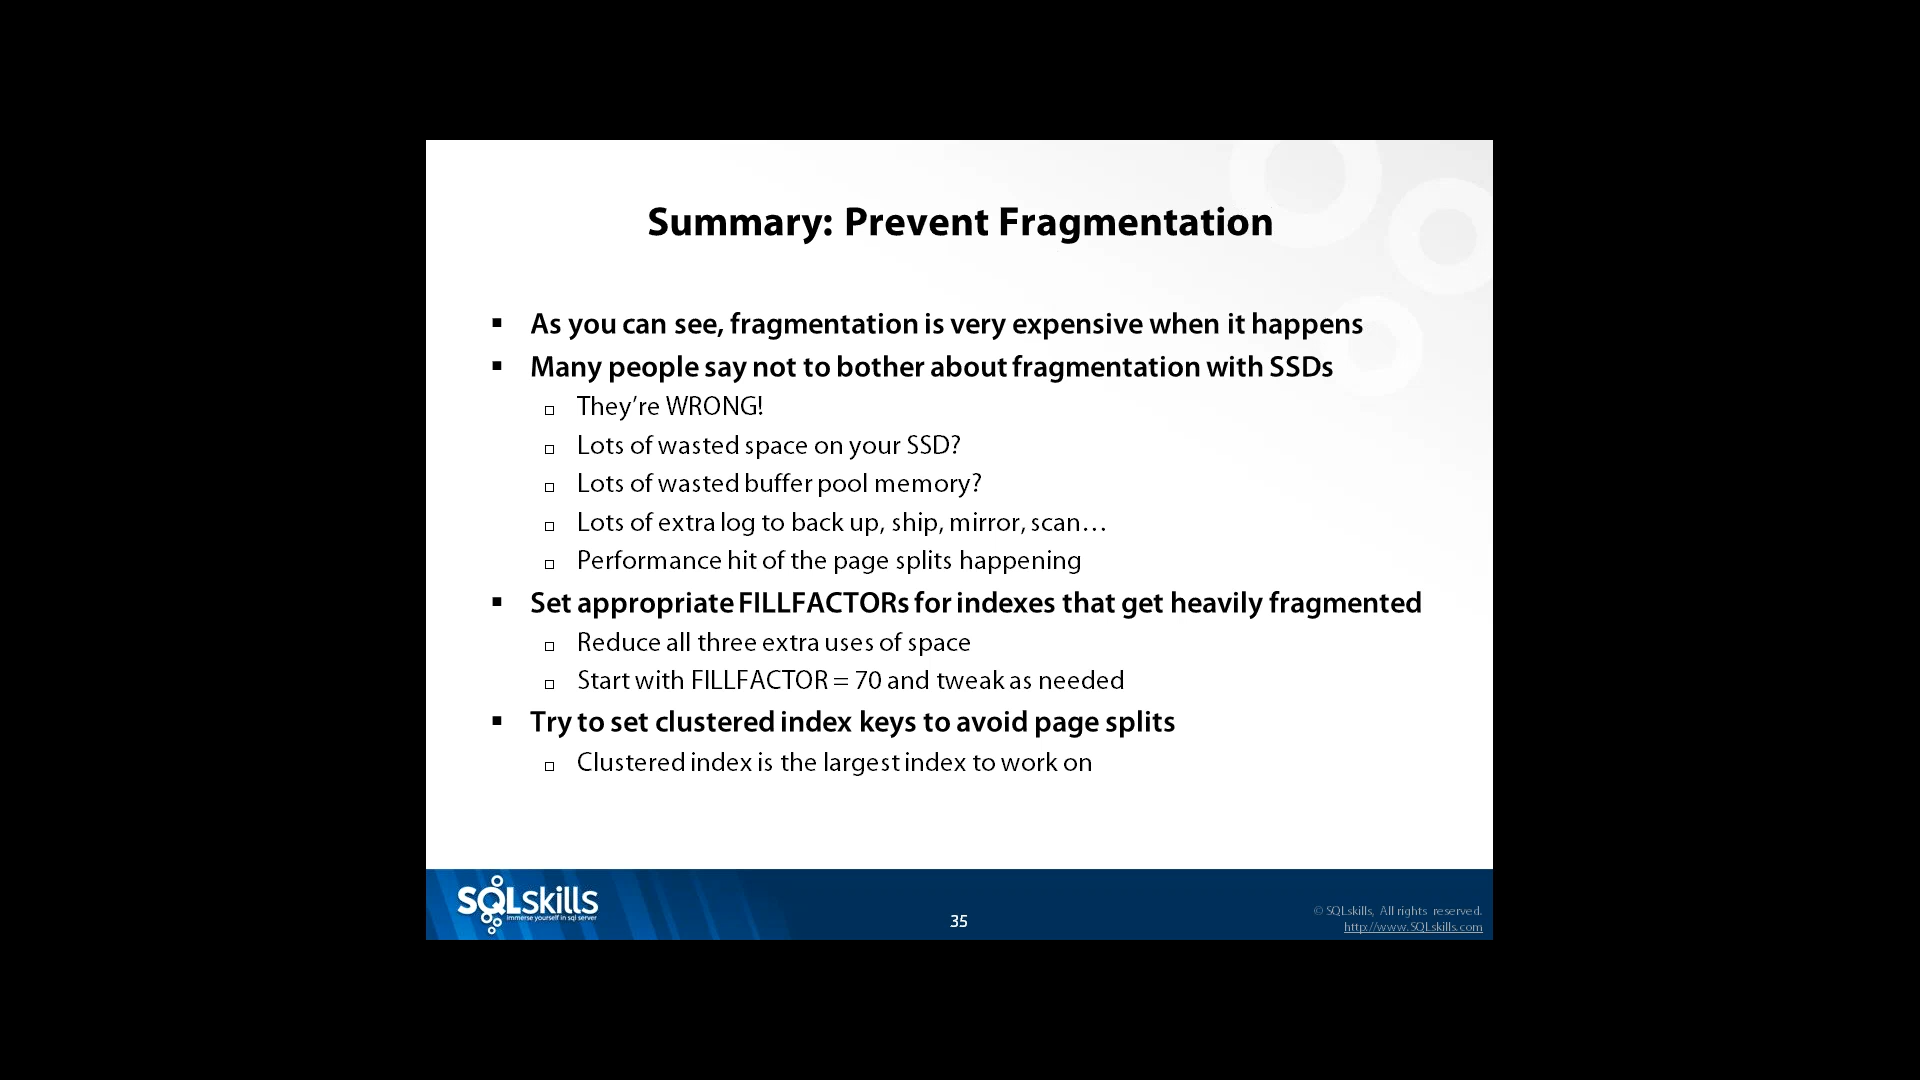 Summary: Prevent Fragmentation
▪ As you can see, fragmentation is very expensive when it happens
▪ Many people say not to bother about fragmentation with SSDs
□ They’re WRONG!
□ Lots of wasted space on your SSD?
□ Lots of wasted buffer pool memory?
□ Lots of extra log to back up, ship, mirror, scan…
□ Performance hit of the page splits happening
▪ Set appropriate FILLFACTORs for indexes that get heavily fragmented
□ Reduce all three extra uses of space
□ Start with FILLFACTOR = 70 and tweak as needed
▪ Try to set clustered index keys to avoid page splits
□ Clustered index is the largest index to work on
SQLskills
immerse yourself in sql server
35
© SQLskills, All rights reserved.
http://www.SQLskills.com